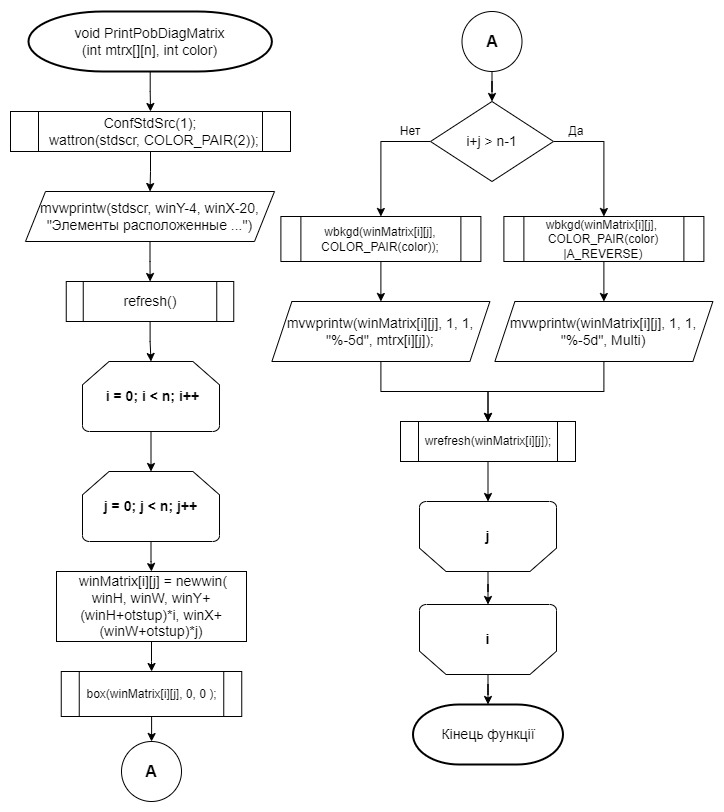 void PrintPobDiagMatrix
(int mtrx[][n], int color)
ConfStdSrc(1);
wattron(stdscr, COLOR_PAIR(2));
mvwprintw(stdscr, winY-4, winX-20,
"Элементы расположенные ...")
refresh()
i = 0; i < n; i++
j = 0; j < n; j++
winMatrix[i][j] = newwin(
winH, winW, winY+
(winH+otstup)*i, winX+
(winW+otstup)*j)
box(winMatrix[i][j], 0, 0 );
A
A
i+j > n-1
Нет
Да
wbkgd(winMatrix[i][j],
COLOR_PAIR(color));
wbkgd(winMatrix[i][j],
COLOR_PAIR(color)
|A_REVERSE)
mvwprintw(winMatrix[i][j], 1, 1,
"%-5d", mtrx[i][j]);
mvwprintw(winMatrix[i][j], 1, 1,
"%-5d", Multi)
wrefresh(winMatrix[i][j]);
j
i
Кінець функції